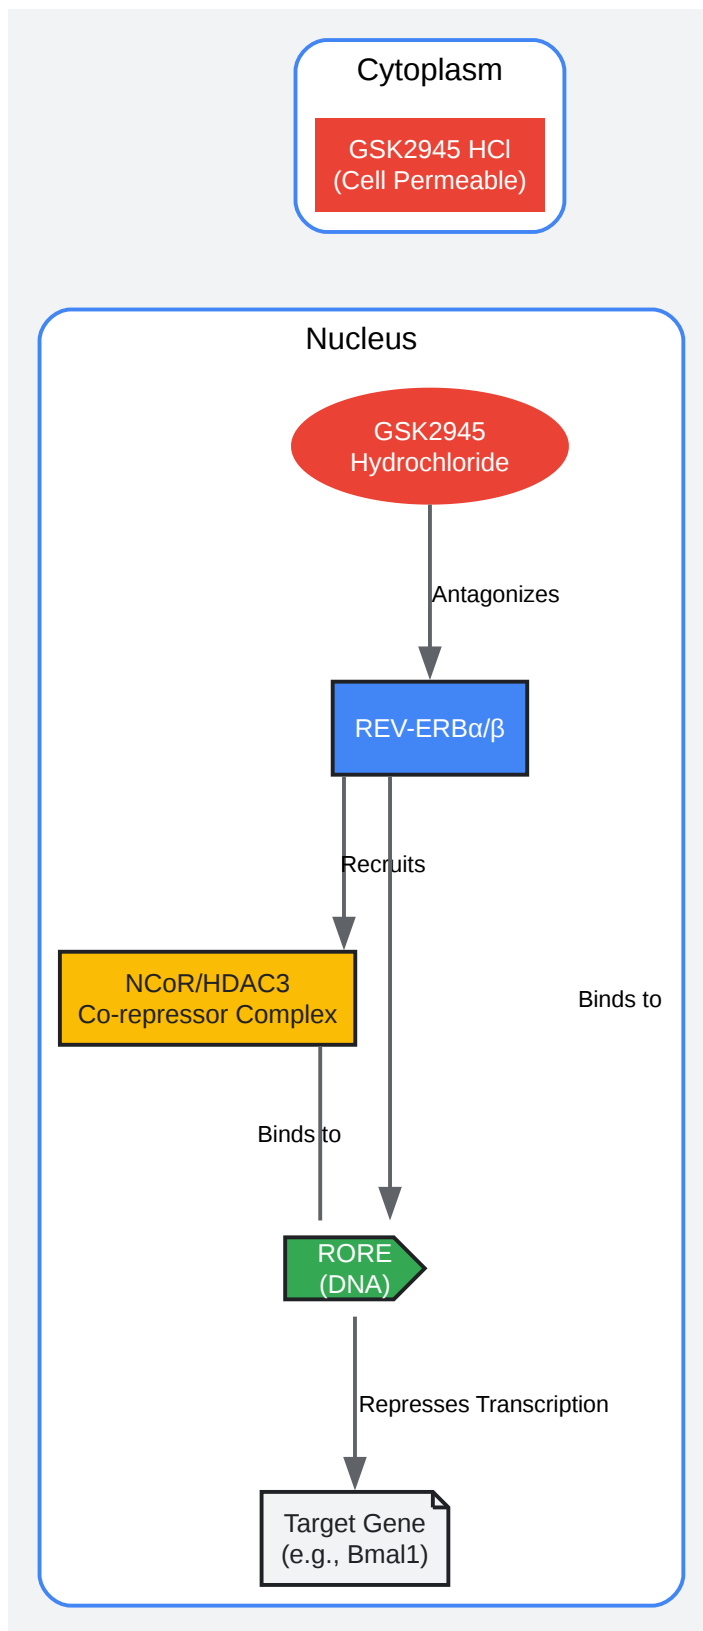 Cytoplasm
GSK2945 HCl
(Cell Permeable)
Nucleus
GSK2945
Hydrochloride
Antagonizes
REV-ERBα/β
Recruits
NCoR/HDAC3
Co-repressor Complex
Binds to
Binds to
RORE
(DNA)
Represses Transcription
Target Gene
(e.g., Bmal1)